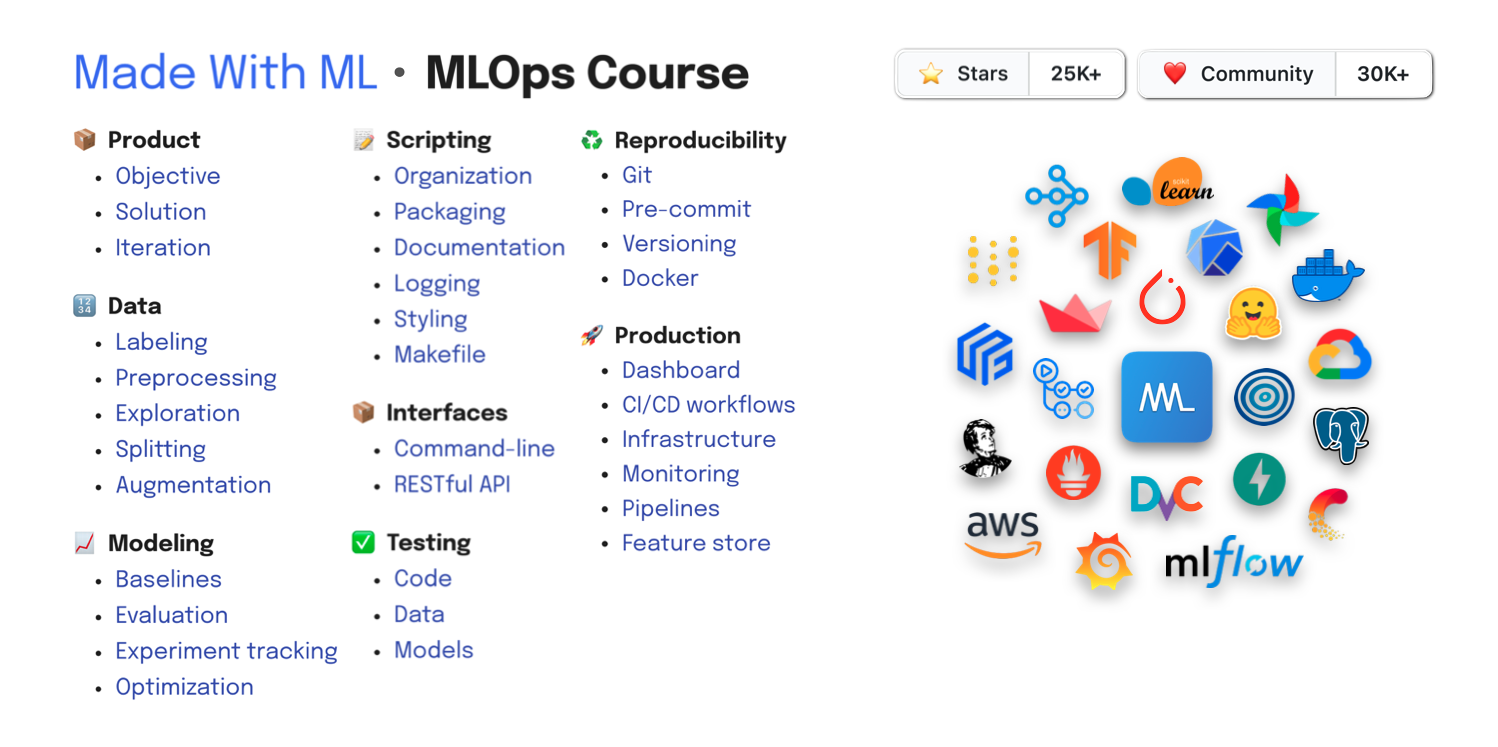 Made With ML · MLOps Course
Stars 25K+
Community 30K+
Product
Objective
Solution
Iteration
Data
Labeling
Preprocessing
Exploration
Splitting
Augmentation
Modeling
Baselines
Evaluation
Experiment tracking
Optimization
Scripting
Organization
Packaging
Documentation
Logging
Styling
Makefile
Interfaces
Command-line
RESTful API
Testing
Code
Data
Models
Reproducibility
Git
Pre-commit
Versioning
Docker
Production
Dashboard
CI/CD workflows
Infrastructure
Monitoring
Pipelines
Feature store
scikit
learn
ML
DVC
aws
mlflow